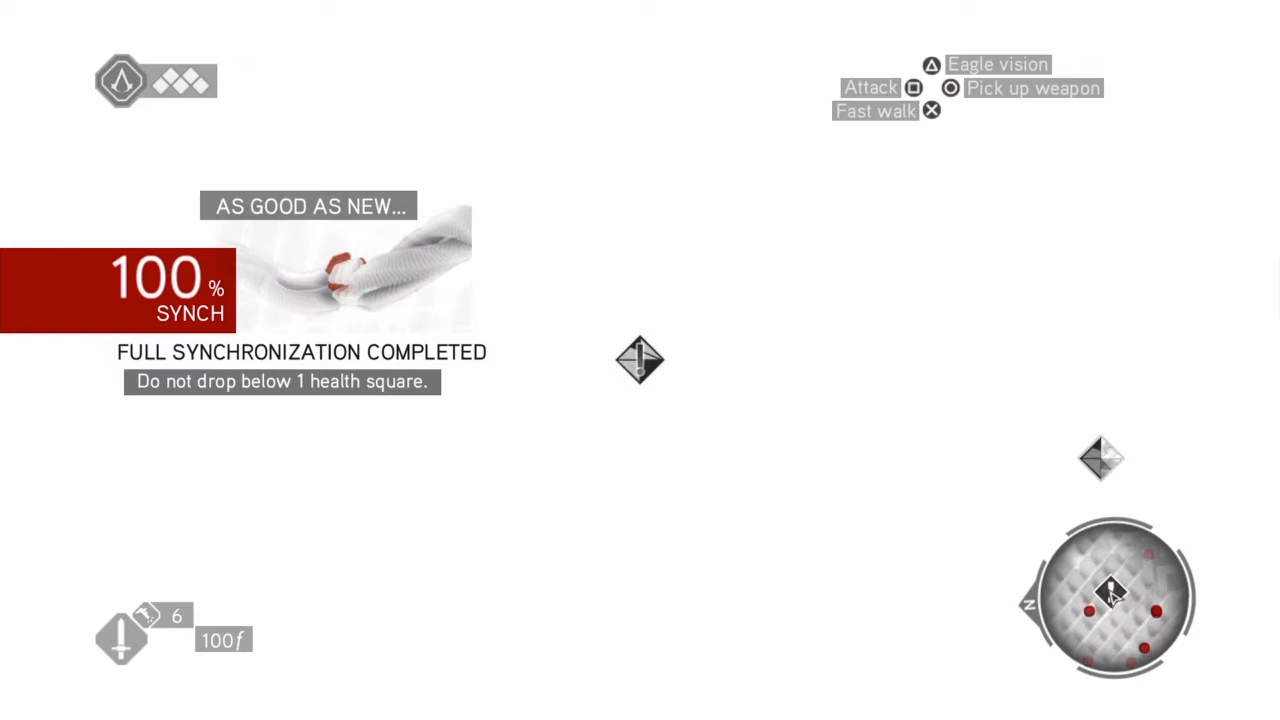 Eagle vision
Attack
Pick up weapon
Fast walk
AS GOOD AS NEW...
100 %
SYNCH
FULL SYNCHRONIZATION COMPLETED
Do not drop below 1 health square.
6
100f
N